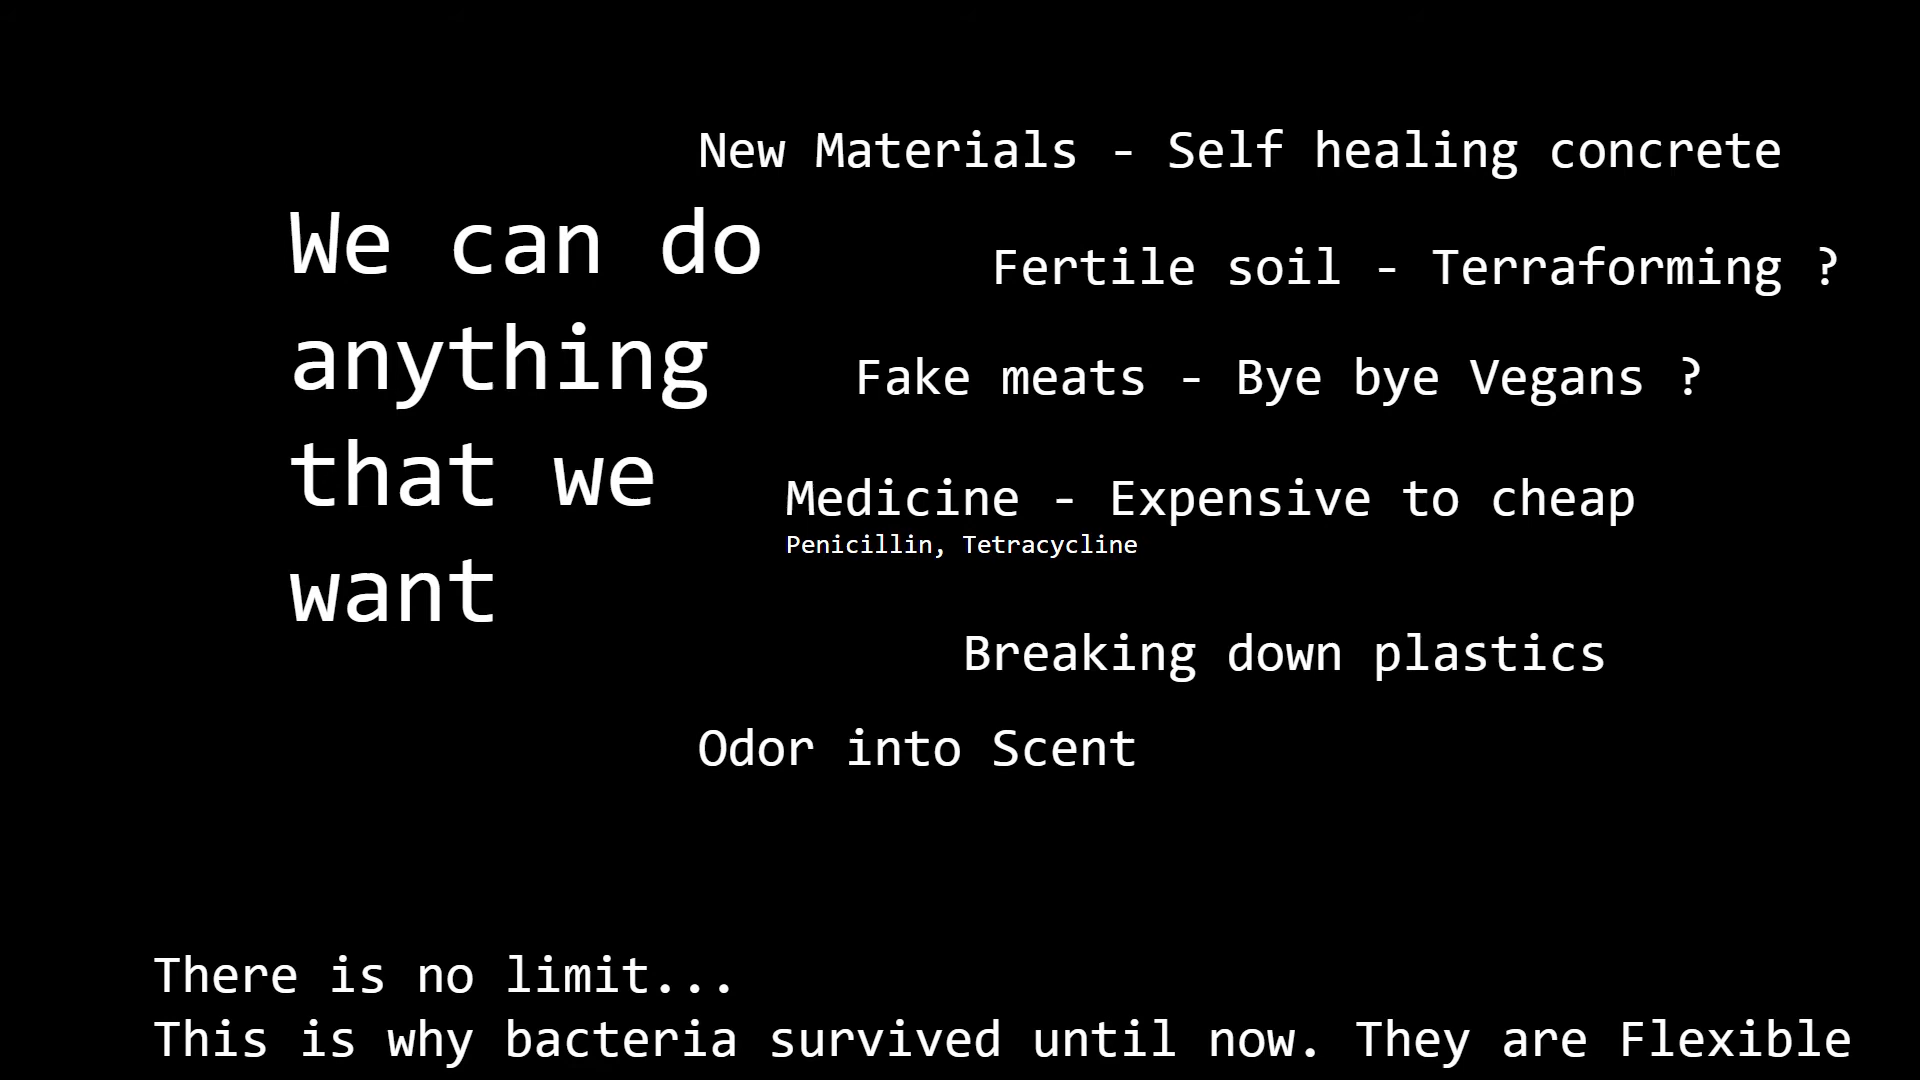 We can do
anything
that we
want
New Materials - Self healing concrete
Fertile soil - Terraforming ?
Fake meats - Bye bye Vegans ?
Medicine - Expensive to cheap
Penicillin, Tetracycline
Breaking down plastics
Odor into Scent
There is no limit...
This is why bacteria survived until now. They are Flexible